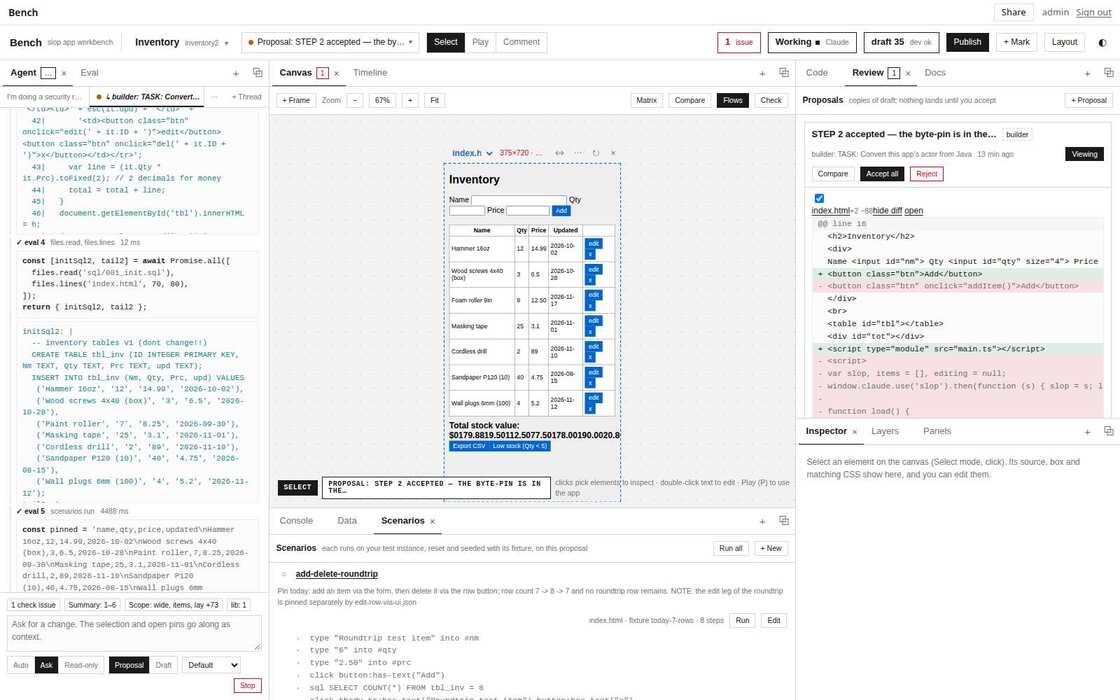 Bench
Share admin Sign out
Bench slop app workbench Inventory inventory2 ▾ Proposal: STEP 2 accepted — the by… ▾ Select Play Comment 1 issue Working ■ Claude draft 35 dev ok Publish + Mark Layout
Agent … × Eval +
I'm doing a security r… ↳ builder: TASK: Convert… ··· + Thread
'</td><td>' + esc(it.upd) + '</td>' +
42| '<td><button class="btn"
onclick="edit(' + it.ID + ')">edit</button>
<button class="btn" onclick="del(' + it.ID +
')">x</button></td></tr>';
43| var line = (it.Qty *
it.Prc).toFixed(2); // 2 decimals for money
44| total = total + line;
45| }
46| document.getElementById('tbl').innerHTML
= h;
✓ eval 4 files.read, files.lines 12 ms
const [initSql2, tail2] = await Promise.all([
files.read('sql/001_init.sql'),
files.lines('index.html', 70, 80),
]);
return { initSql2, tail2 };
initSql2: |
-- inventory tables v1 (dont change!!)
CREATE TABLE tbl_inv (ID INTEGER PRIMARY KEY,
Nm TEXT, Qty TEXT, Prc TEXT, upd TEXT);
INSERT INTO tbl_inv (Nm, Qty, Prc, upd) VALUES
('Hammer 16oz', '12', '14.99', '2026-10-02'),
('Wood screws 4x40 (box)', '3', '6.5', '2026-
10-28'),
('Paint roller', '7', '8.25', '2026-09-30'),
('Masking tape', '25', '3.1', '2026-11-01'),
('Cordless drill', '2', '89', '2026-11-10'),
('Sandpaper P120 (10)', '40', '4.75', '2026-
08-15'),
('Wall plugs 6mm (100)', '4', '5.2', '2026-11-
12');
✓ eval 5 scenarios run 4488 ms
const pinned = 'name,qty,price,updated\nHammer
16oz,12,14.99,2026-10-02\nWood screws 4x40
(box),3,6.5,2026-10-28\nPaint roller,7,8.25,2026-
09-30\nMasking tape,25,3.1,2026-11-01\nCordless
drill,2,89,2026-11-10\nSandpaper P120
(10),40,4.75,2026-08-15\nWall plugs 6mm
1 check issue Summary: 1–6 Scope: wide, items, lay +73 lib: 1
Ask for a change. The selection and open pins go along as
context.
Auto Ask Read-only Proposal Draft Default
Stop
Canvas 1 × Timeline +
+ Frame Zoom − 67% + Fit Matrix Compare Flows Check
index.h 375×720 · … ⋯ ×
Inventory
Name Qty
Price Add
Name Qty Price Updated
Hammer 16oz 12 14.99 2026-10-02 edit x
Wood screws 4x40 (box) 3 6.5 2026-10-28 edit x
Foam roller 9in 9 12.50 2026-11-17 edit x
Masking tape 25 3.1 2026-11-01 edit x
Cordless drill 2 89 2026-11-10 edit x
Sandpaper P120 (10) 40 4.75 2026-08-15 edit x
Wall plugs 6mm (100) 4 5.2 2026-11-12 edit x
Total stock value:
$0179.8819.50112.5077.50178.00190.0020.8
Export CSV Low stock (Qty < 5)
SELECT PROPOSAL: STEP 2 ACCEPTED — THE BYTE-PIN IS IN THE… clicks pick elements to inspect · double-click text to edit · Play (P) to use the app
Console Data Scenarios × +
Scenarios each runs on your test instance, reset and seeded with its fixture, on this proposal Run all + New
○ add-delete-roundtrip
Pin today: add an item via the form, then delete it via the row button; row count 7 -> 8 -> 7 and no roundtrip row remains. NOTE: the edit leg of the roundtrip
is pinned separately by edit-row-via-ui.json
index.html · fixture today-7-rows · 8 steps Run Edit
· type "Roundtrip test item" into #nm
· type "6" into #qty
· type "2.50" into #prc
· click button:has-text("Add")
· sql SELECT COUNT(*) FROM tbl_inv = 8
Code Review 1 Docs
Proposals copies of draft; nothing lands until you accept + Proposal
STEP 2 accepted — the byte-pin is in the… builder
builder: TASK: Convert this app's actor from Java 13 min ago Viewing
Compare Accept all Reject
index.html+2 −88hide diff open
@@ line 16
<h2>Inventory</h2>
<div>
Name <input id="nm"> Qty <input id="qty" size="4"> Price
+ <button class="btn">Add</button>
- <button class="btn" onclick="addItem()">Add</button>
</div>
<br>
<table id="tbl"></table>
<div id="tot"></div>
+ <script type="module" src="main.ts"></script>
- <script>
- var slop, items = [], editing = null;
- window.claude.use('slop').then(function (s) { slop = s; l
-
- function load() {
Inspector × Layers Panels +
Select an element on the canvas (Select mode, click). Its source, box and
matching CSS show here, and you can edit them.